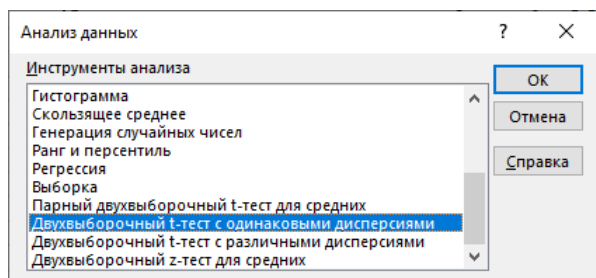 Анализ данных
?
Инструменты анализа
ОК
Гистограмма
Скользящее среднее
Отмена
Генерация случайных чисел
Ранг и персентиль
Регрессия
Справка
Выборка
Парный двухвыборочный t-тест для средних
Двухвыборочный t-тест с одинаковыми дисперсиями
Двухвыборочный t-тест с различными дисперсиями
Двухвыборочный z-тест для средних